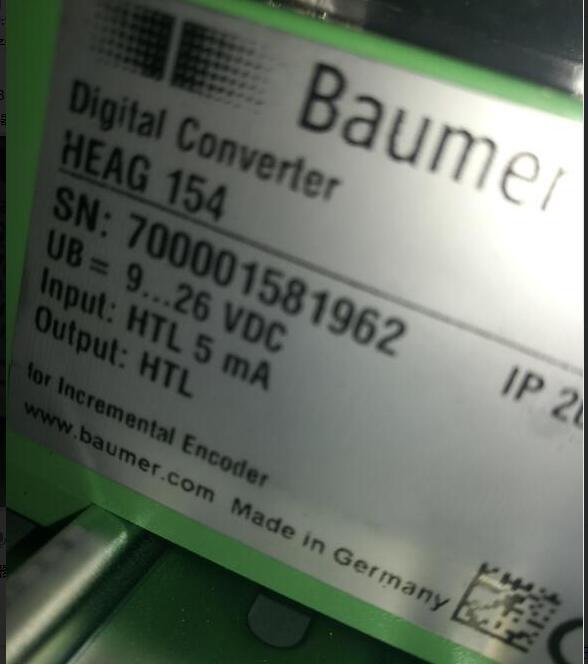 Baumer
Digital Converter
HEAG 154
SN: 700001581962
UB = 9...26 VDC
Input: HTL 5 mA
IP 20
Output: HTL
for Incremental Encoder
www.baumer.com Made in Germany